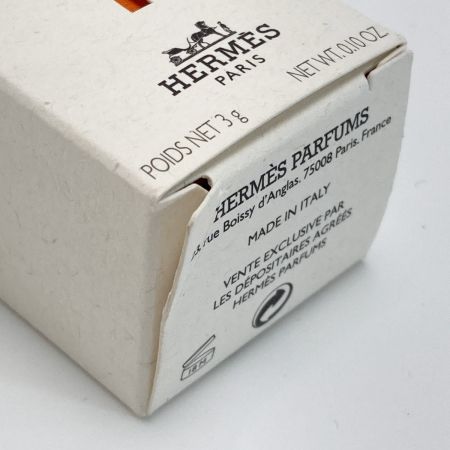 HERMÈS
PARIS
POIDS NET 3 g
NET WT. 0.10 OZ
HERMÈS PARFUMS
rue Boissy d'Anglas. 75008 Paris. France
MADE IN ITALY
VENTE EXCLUSIVE PAR
LES DÉPOSITAIRES AGRÉÉS
HERMÈS PARFUMS
18 M